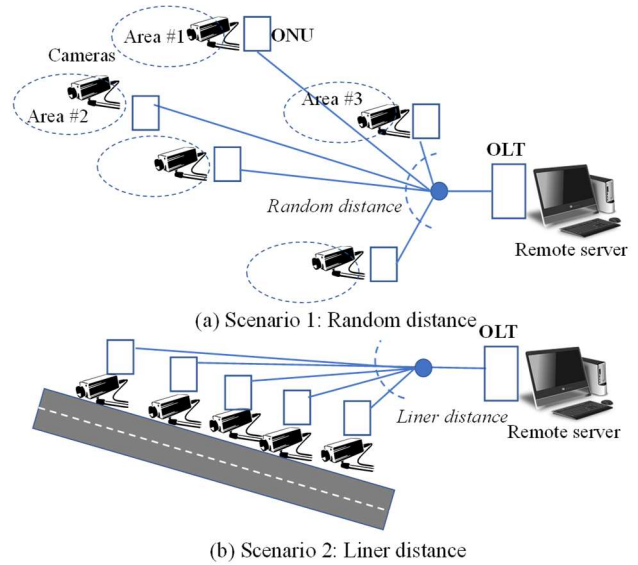 Area #1
ONU
Cameras
Area #2
Area #3
OLT
Random distance
Remote server
(a) Scenario 1: Random distance
OLT
Liner distance
Remote server
(b) Scenario 2: Liner distance